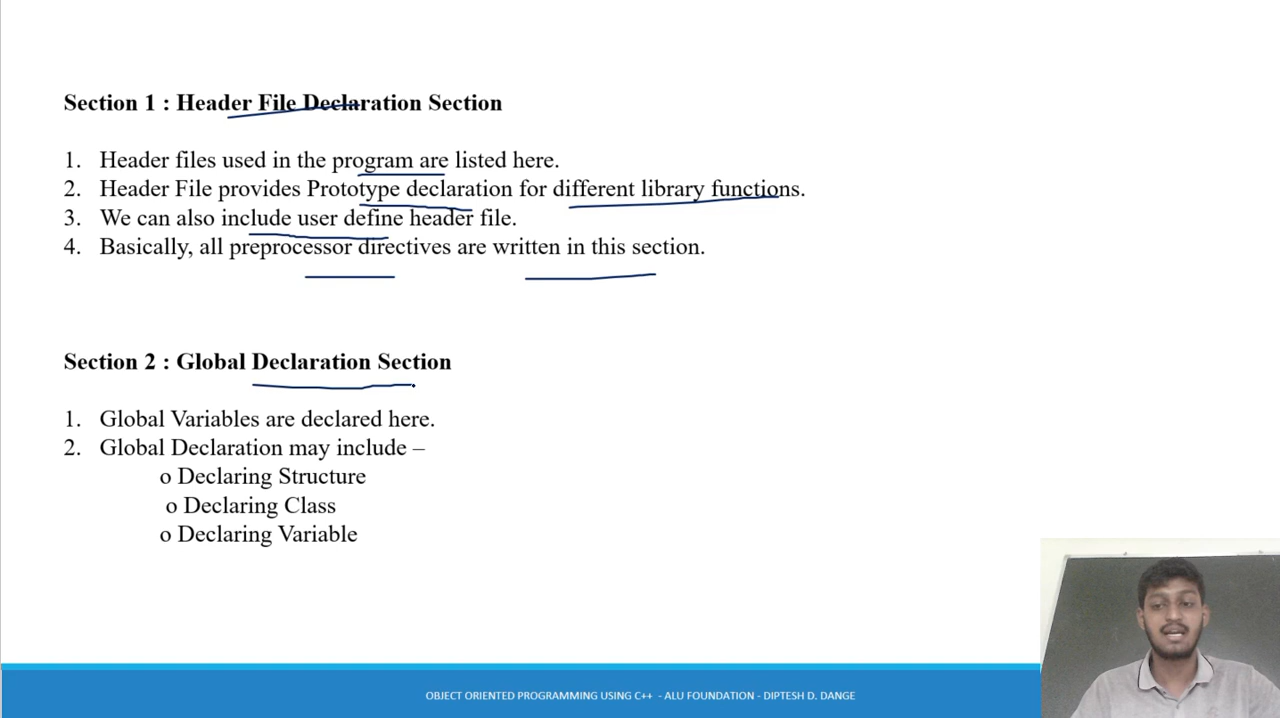 Section 1 : Header File Declaration Section
1. Header files used in the program are listed here.
2. Header File provides Prototype declaration for different library functions.
3. We can also include user define header file.
4. Basically, all preprocessor directives are written in this section.
Section 2 : Global Declaration Section
1. Global Variables are declared here.
2. Global Declaration may include –
o Declaring Structure
o Declaring Class
o Declaring Variable
OBJECT ORIENTED PROGRAMMING USING C++ - ALU FOUNDATION - DIPTESH D. DANGE